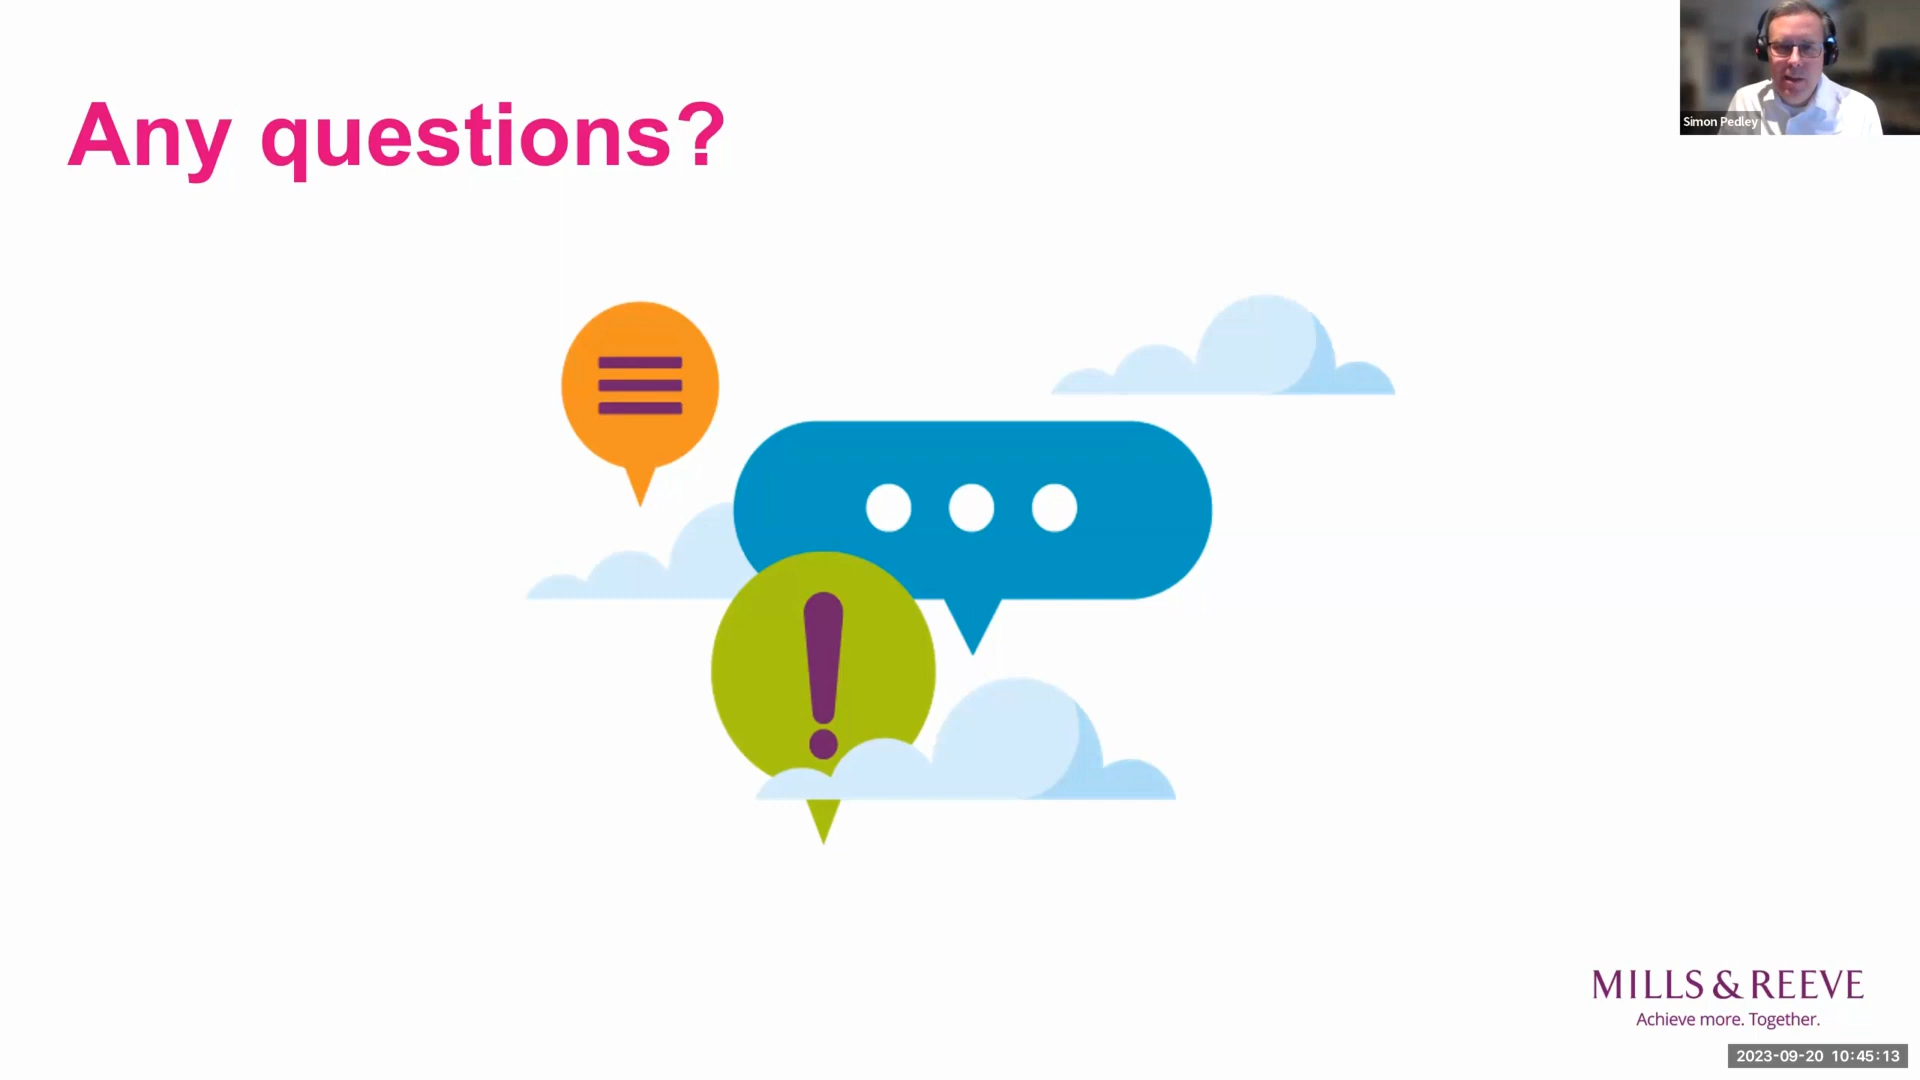 Any questions?
Simon Pedley
MILLS & REEVE
Achieve more. Together.
2023-09-20 10:45:13